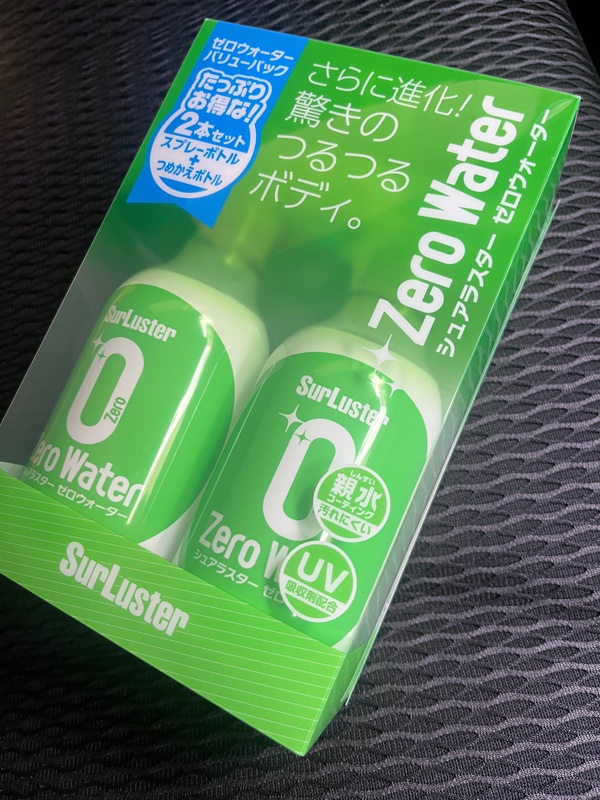 ゼロウォーター
バリューパック
たっぷり
お得な!
2本セット
スプレーボトル
+
つめかえボトル
さらに進化!
驚きの
つるつる
ボディ。
Zero Water
シュアラスター ゼロウォーター
SurLuster
0
Zero
Zero Water
シュアラスター ゼロウォーター
SurLuster
0
Zero W
シュアラスター ゼロ
しんすい
親水
コーティング
汚れにくい
UV
吸収剤配合
SurLuster